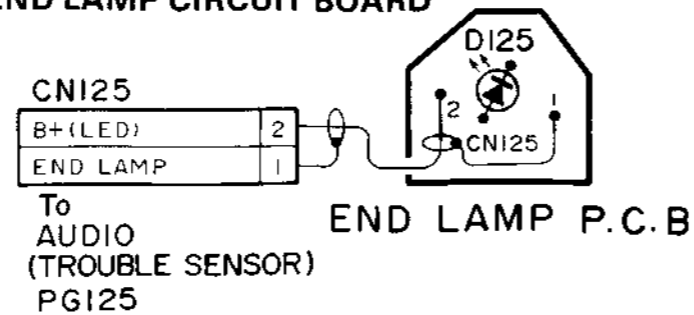 END LAMP CIRCUIT BOARD
D125
CN125
B+(LED) 2
END LAMP 1
2
1
CN125
To
AUDIO
(TROUBLE SENSOR)
PG125
END LAMP P.C.B